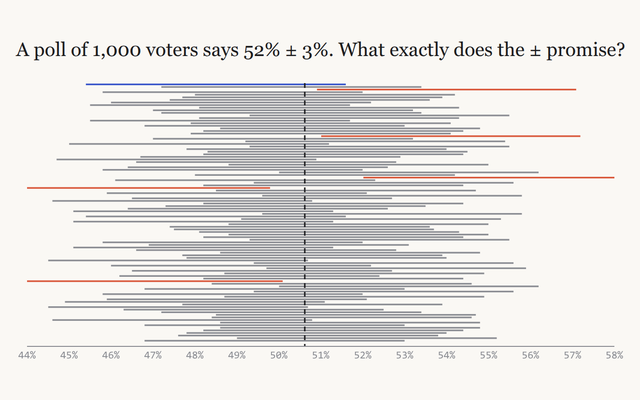 A poll of 1,000 voters says 52% ± 3%. What exactly does the ± promise?
44% 45% 46% 47% 48% 49% 50% 51% 52% 53% 54% 55% 56% 57% 58%